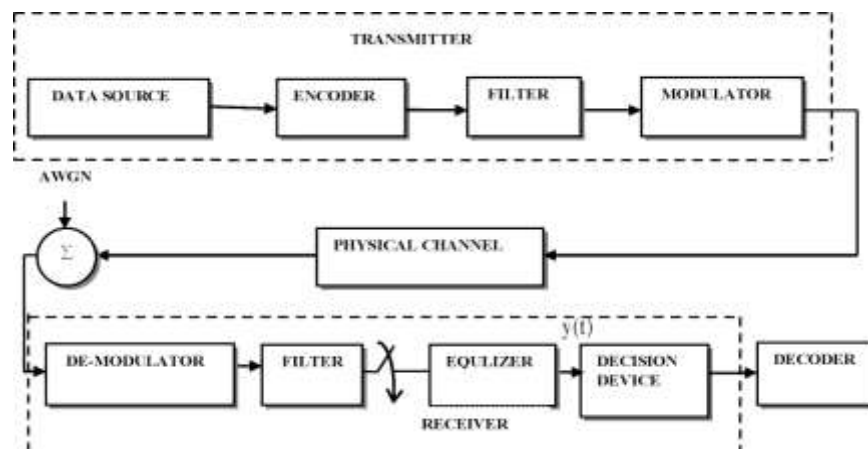 TRANSMITTER
DATA SOURCE
ENCODER
FILTER
MODULATOR
AWGN
Σ
PHYSICAL CHANNEL
y(t)
DE-MODULATOR
FILTER
EQULIZER
DECISION
DEVICE
DECODER
RECEIVER